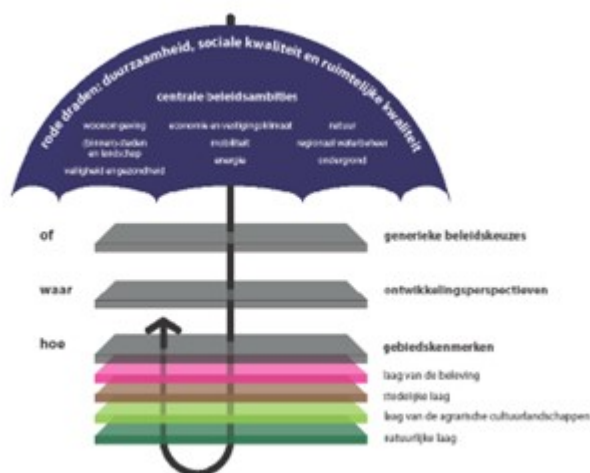 rode draden: duurzaamheid, sociale kwaliteit en ruimtelijke kwaliteit
centrale beleidsambities
woonomgeving
(binnen)steden
en landschap
veiligheid en gezondheid
economie en vestigingsklimaat
mobiliteit
energie
natuur
regionaal waterbeheer
ondergrond
of
generieke beleidskeuzes
waar
ontwikkelingsperspectieven
hoe
gebiedskenmerken
laag van de beleving
stedelijke laag
laag van de agrarische cultuurlandschappen
natuurlijke laag